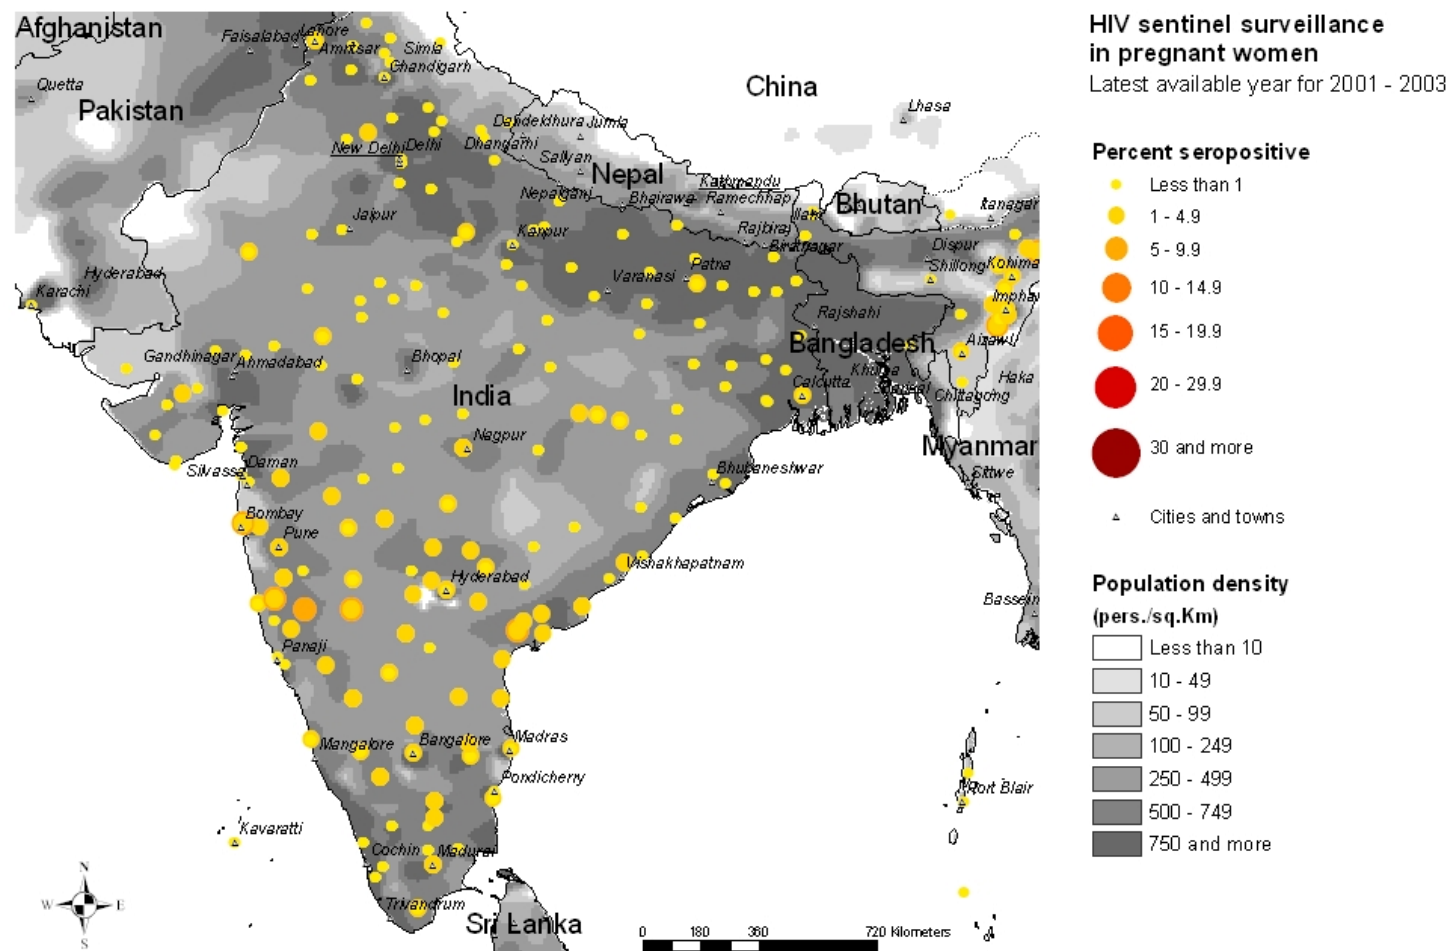 HIV sentinel surveillance
in pregnant women
Latest available year for 2001 - 2003
Percent seropositive
Less than 1
1 - 4.9
5 - 9.9
10 - 14.9
15 - 19.9
20 - 29.9
30 and more
Cities and towns
Population density
(pers./sq.Km)
Less than 10
10 - 49
50 - 99
100 - 249
250 - 499
500 - 749
750 and more
Afghanistan
Faisalabad
Lahore
Amritsar
Simla
Chandigarh
Quetta
Pakistan
China
Lhasa
Dandeldhura
Jumla
New Delhi
Delhi
Dhangarhi
Sallyan
Nepal
Kathmandu
Nepalganj
Bhairawa
Ramechhap
Ilam
Bhutan
Itanagar
Jaipur
Kanpur
Rajbiraj
Biratnagar
Dispur
Shillong
Kohima
Hyderabad
Karachi
Varanasi
Patna
Imphal
Rajshahi
Bangladesh
Aizawl
Gandhinagar
Ahmadabad
Bhopal
Khulna
Haka
India
Calcutta
Chittagong
Nagpur
Myanmar
Silvassa
Daman
Bhubaneshwar
Sittwe
Bombay
Pune
Hyderabad
Vishakhapatnam
Bassein
Panaji
Mangalore
Bangalore
Madras
Pondicherry
Port Blair
Kavaratti
Cochin
Madurai
Trivandrum
Sri Lanka
N
W
E
S
0
180
360
720 Kilometers